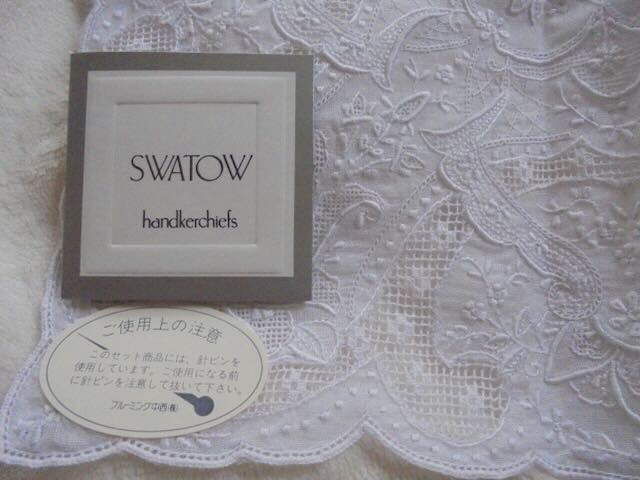 SWATOW
handkerchiefs
ご使用上の注意
このセット商品には、針ピンを
使用しています。ご使用になる前
に針ピンを注意して抜いて下さい。
ブルーミング中西(株)